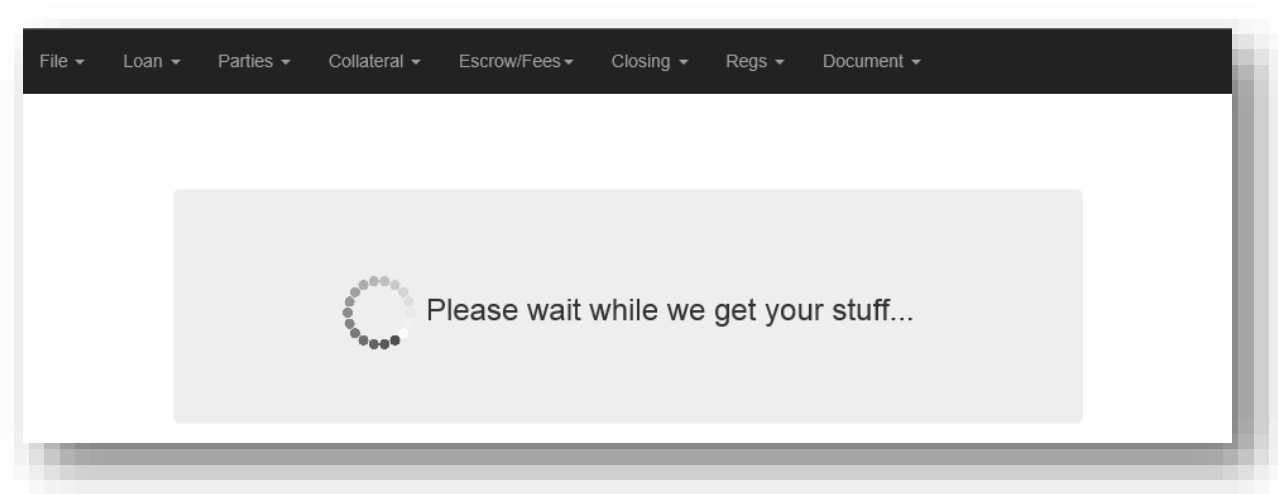 File Loan Parties Collateral Escrow/Fees Closing Regs Document
Please wait while we get your stuff...